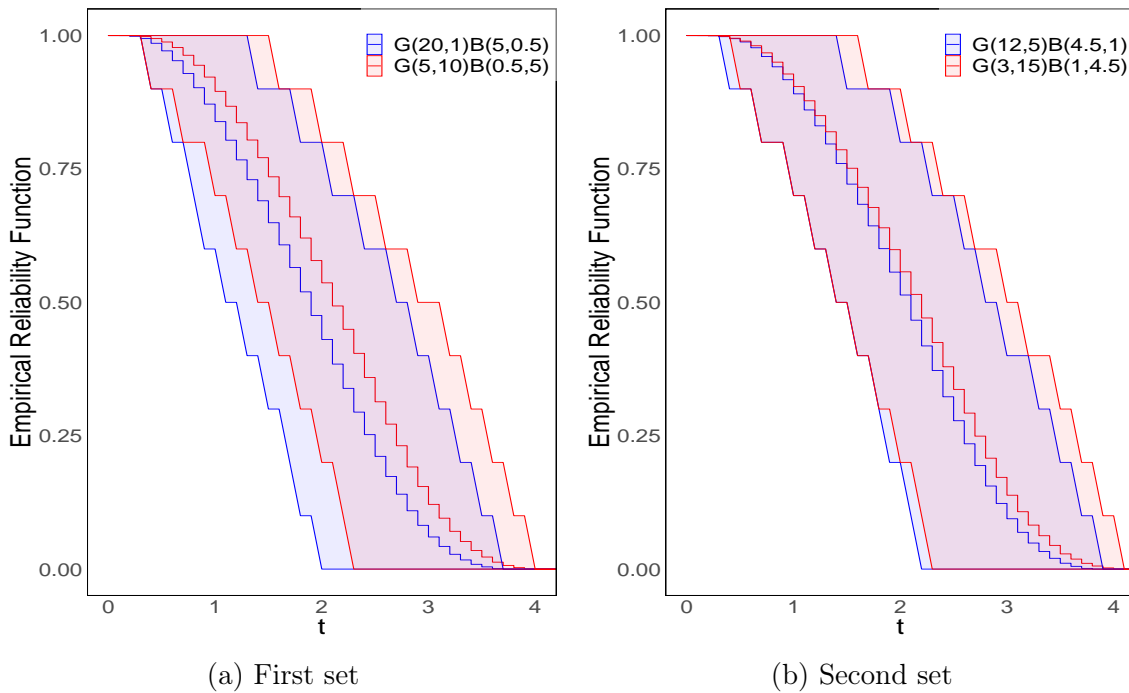 G(20,1)B(5,0.5)
G(5,10)B(0.5,5)
1.00
0.75
0.50
0.25
0.00
Empirical Reliability Function
0 1 2 3 4
t
(a) First set
G(12,5)B(4.5,1)
G(3,15)B(1,4.5)
1.00
0.75
0.50
0.25
0.00
Empirical Reliability Function
0 1 2 3 4
t
(b) Second set